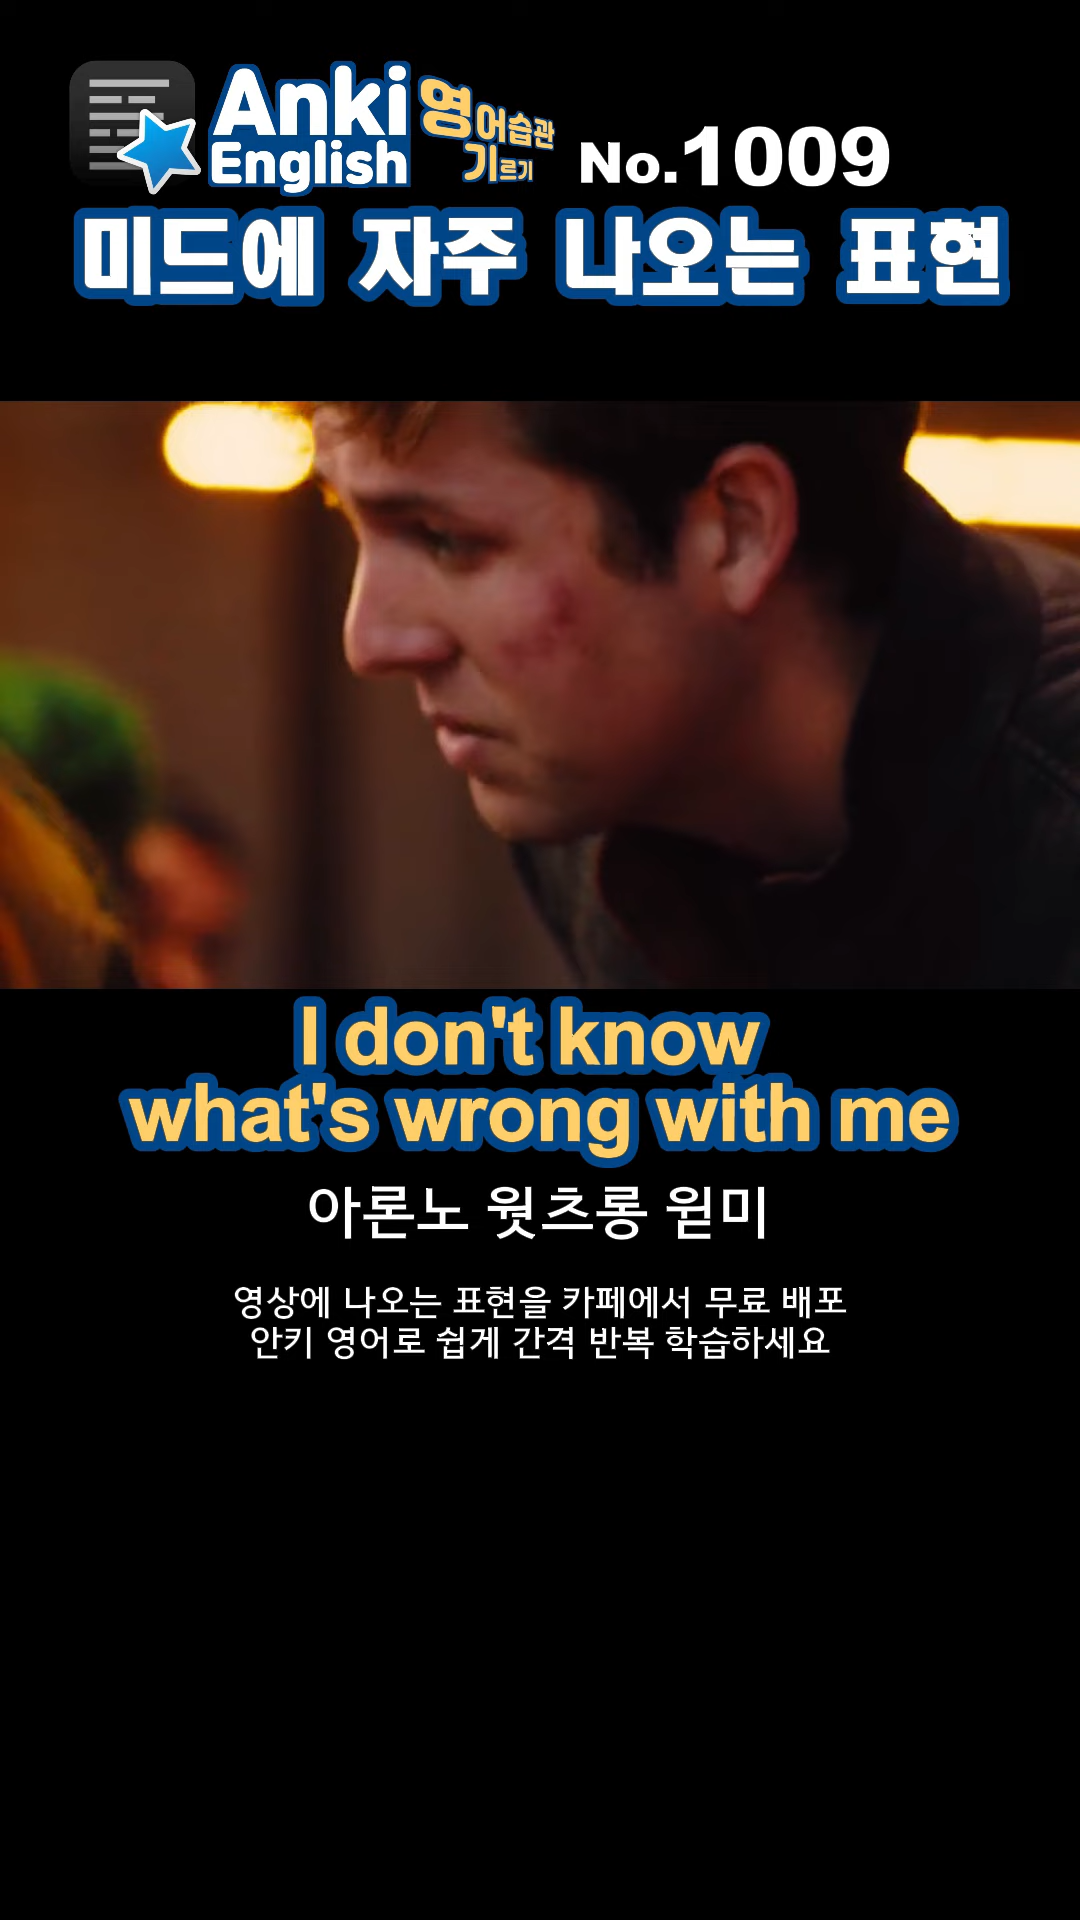 Anki
English
영어습관
기르기
No.1009
미드에 자주 나오는 표현
I don't know
what's wrong with me
아론노 웟츠롱 윋미
영상에 나오는 표현을 카페에서 무료 배포
안키 영어로 쉽게 간격 반복 학습하세요